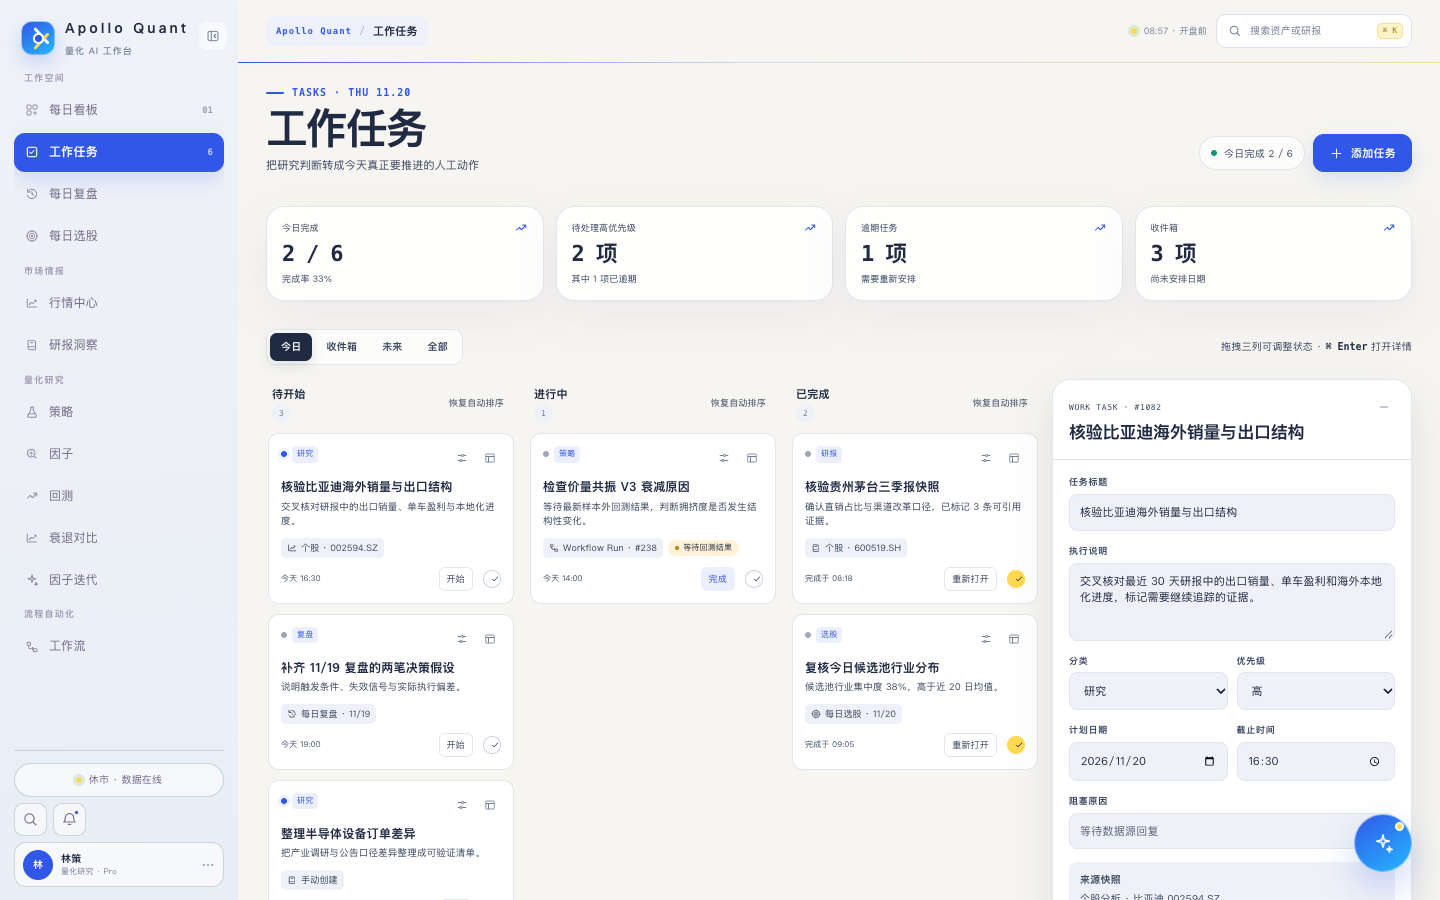 Apollo Quant
量化 AI 工作台
工作空间
每日看板 01
工作任务 6
每日复盘
每日选股
市场情报
行情中心
研报洞察
量化研究
策略
因子
回测
衰退对比
因子迭代
流程自动化
工作流
休市 · 数据在线
林
林策
量化研究 · Pro
Apollo Quant / 工作任务
08:57 · 开盘前
搜索资产或研报
⌘ K
TASKS · THU 11.20
工作任务
把研究判断转成今天真正要推进的人工动作
今日完成 2 / 6
添加任务
今日完成
2 / 6
完成率 33%
待处理高优先级
2 项
其中 1 项已逾期
逾期任务
1 项
需要重新安排
收件箱
3 项
尚未安排日期
今日 收件箱 未来 全部
拖拽三列可调整状态 · ⌘ Enter 打开详情
待开始
3
恢复自动排序
研究
核验比亚迪海外销量与出口结构
交叉核对研报中的出口销量、单车盈利与本地化进
度。
个股 · 002594.SZ
今天 16:30
开始
复盘
补齐 11/19 复盘的两笔决策假设
说明触发条件、失效信号与实际执行偏差。
每日复盘 · 11/19
今天 19:00
开始
研究
整理半导体设备订单差异
把产业调研与公告口径差异整理成可验证清单。
手动创建
进行中
1
恢复自动排序
策略
检查价量共振 V3 衰减原因
等待最新样本外回测结果，判断拥挤度是否发生结
构性变化。
Workflow Run · #238
等待回测结果
今天 14:00
完成
已完成
2
恢复自动排序
研报
核验贵州茅台三季报快照
确认直销占比与渠道改革口径，已标记 3 条可引用
证据。
个股 · 600519.SH
完成于 08:18
重新打开
选股
复核今日候选池行业分布
候选池行业集中度 38%，高于近 20 日均值。
每日选股 · 11/20
完成于 09:05
重新打开
WORK TASK · #1082
核验比亚迪海外销量与出口结构
任务标题
核验比亚迪海外销量与出口结构
执行说明
交叉核对最近 30 天研报中的出口销量、单车盈利和海外本地
化进度，标记需要继续追踪的证据。
分类
研究
优先级
高
计划日期
2026/11/20
截止时间
16:30
阻塞原因
等待数据源回复
来源快照
个股分析 · 比亚迪 002594.SZ